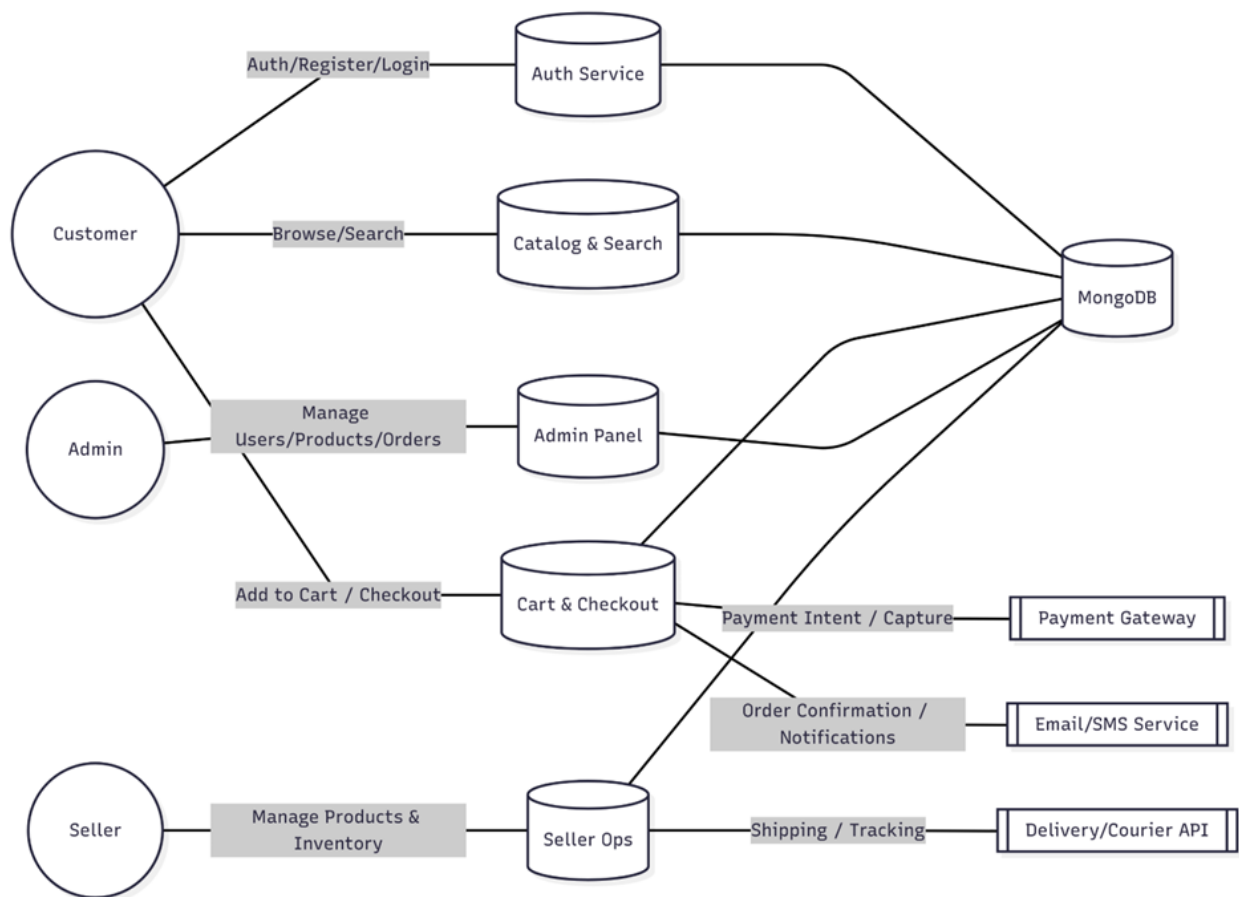 Auth/Register/Login
Auth Service
Customer
Browse/Search
Catalog & Search
MongoDB
Admin
Manage
Users/Products/Orders
Admin Panel
Add to Cart / Checkout
Cart & Checkout
Payment Intent / Capture
Payment Gateway
Order Confirmation /
Notifications
Email/SMS Service
Seller
Manage Products &
Inventory
Seller Ops
Shipping / Tracking
Delivery/Courier API